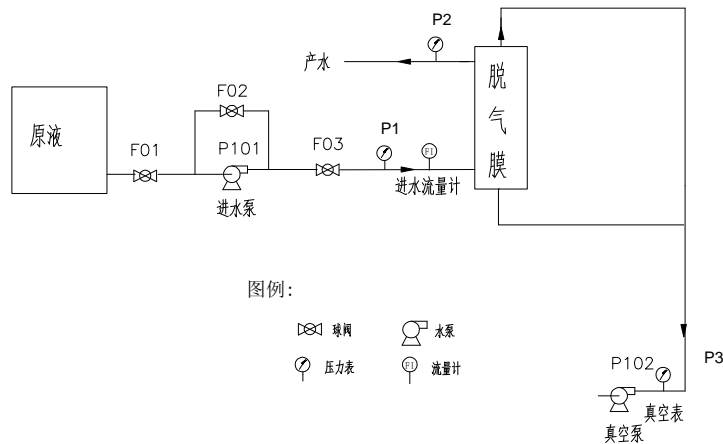 P2
产水
脱气膜
F02
原液
F01
P101
F03
P1
FI
进水泵
进水流量计
图例:
球阀
水泵
压力表
FI
流量计
P102
P3
真空表
真空泵